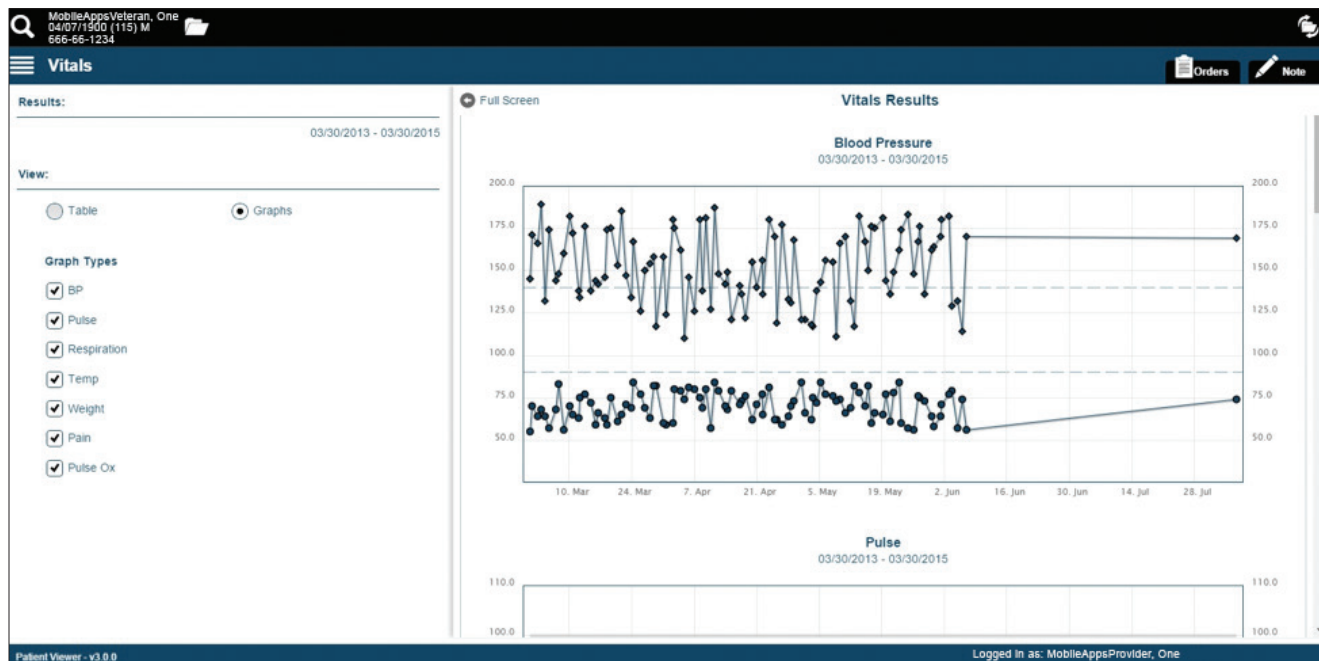 MobileAppsVeteran, One
04/07/1900 (115) M
666-66-1234
Vitals
Orders
Note
Results:
03/30/2013 - 03/30/2015
View:
Table
Graphs
Graph Types
BP
Pulse
Respiration
Temp
Weight
Pain
Pulse Ox
Full Screen
Vitals Results
Blood Pressure
03/30/2013 - 03/30/2015
200.0 200.0
175.0 175.0
150.0 150.0
125.0 125.0
100.0 100.0
75.0 75.0
50.0 50.0
10. Mar 24. Mar 7. Apr 21. Apr 5. May 19. May 2. Jun 16. Jun 30. Jun 14. Jul 28. Jul
Pulse
03/30/2013 - 03/30/2015
110.0 110.0
100.0 100.0
Patient Viewer - v3.0.0
Logged in as: MobileAppsProvider, One